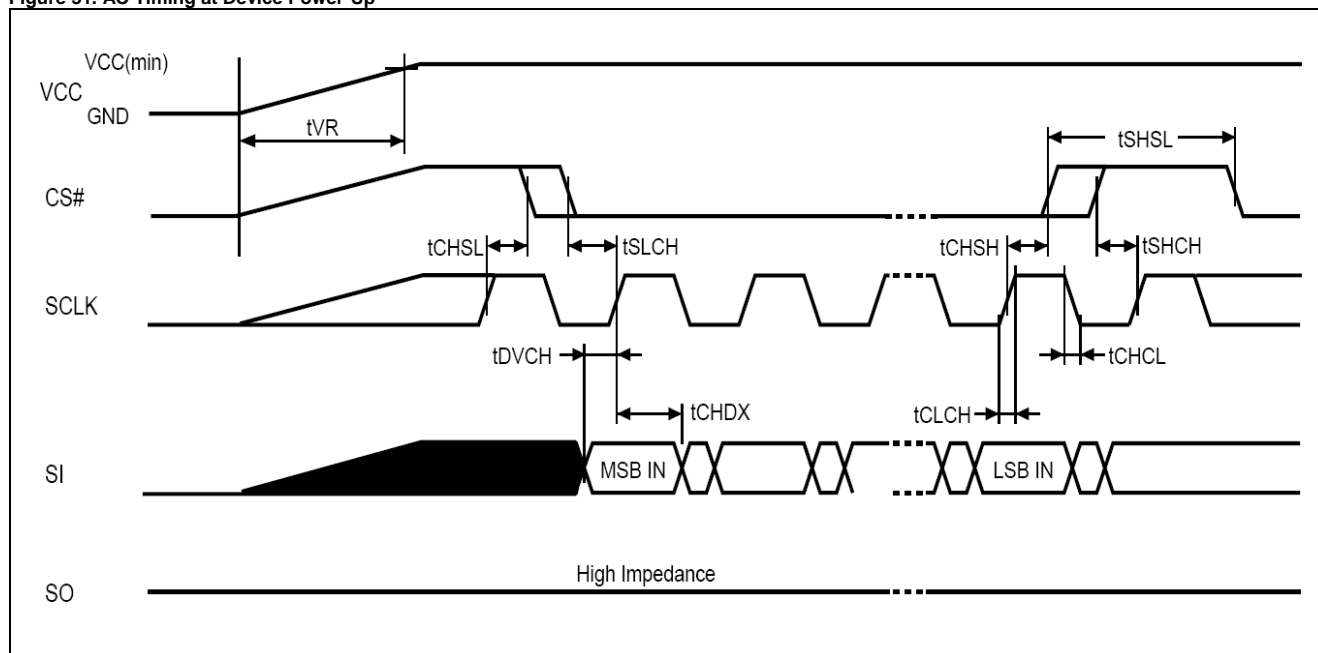 Figure 31. AC Timing at Device Power-Up
VCC(min)
VCC
GND
tVR
tSHSL
CS#
tCHSL
tSLCH
tCHSH
tSHCH
SCLK
tDVCH
tCHCL
tCHDX
tCLCH
SI
MSB IN
LSB IN
High Impedance
SO